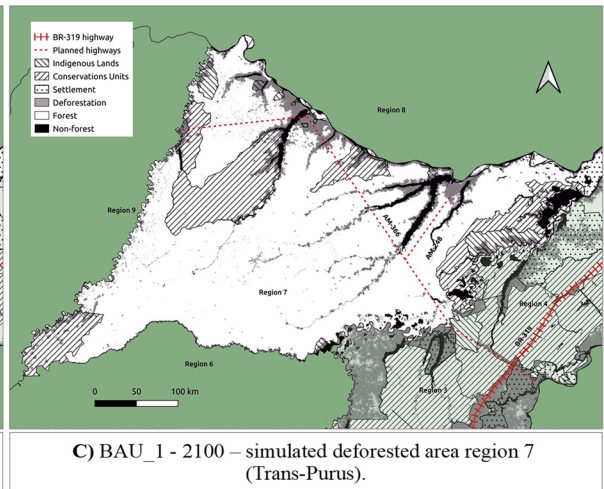 BR-319 highway
Planned highways
Indigenous Lands
Conservations Units
Settlement
Deforestation
Forest
Non-forest
Region 8
Region 9
AM-366
AM-248
Region 7
Region 4
BR-319
Region 6
Region 3
0 50 100 km
C) BAU_1 - 2100 – simulated deforested area region 7
(Trans-Purus).